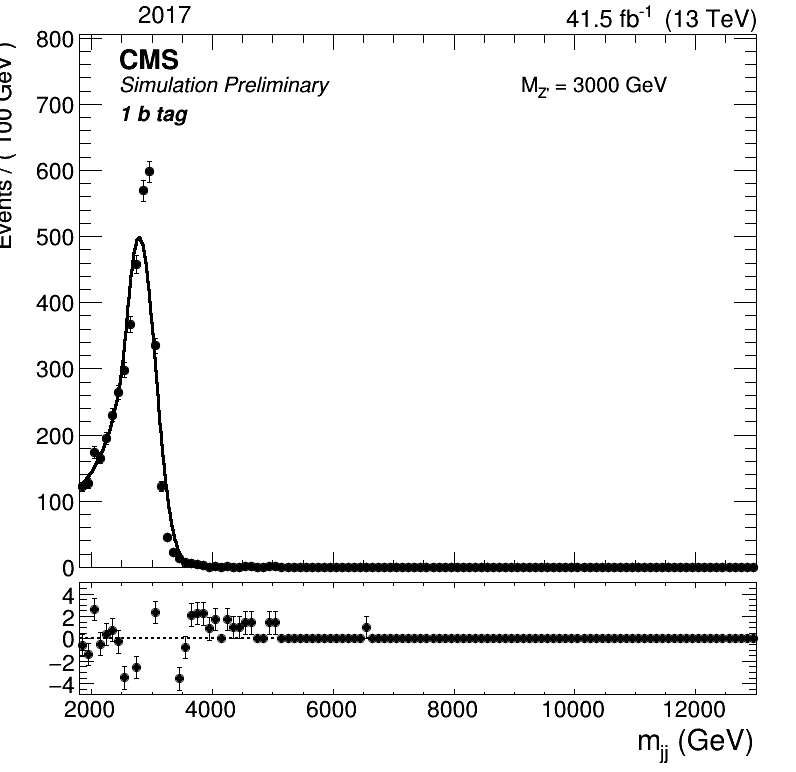 2017
41.5 fb⁻¹ (13 TeV)
CMS
Simulation Preliminary
1 b tag
M_Z' = 3000 GeV
Events / ( 100 GeV )
800
700
600
500
400
300
200
100
0
4
2
0
−2
−4
2000 4000 6000 8000 10000 12000
m_jj (GeV)